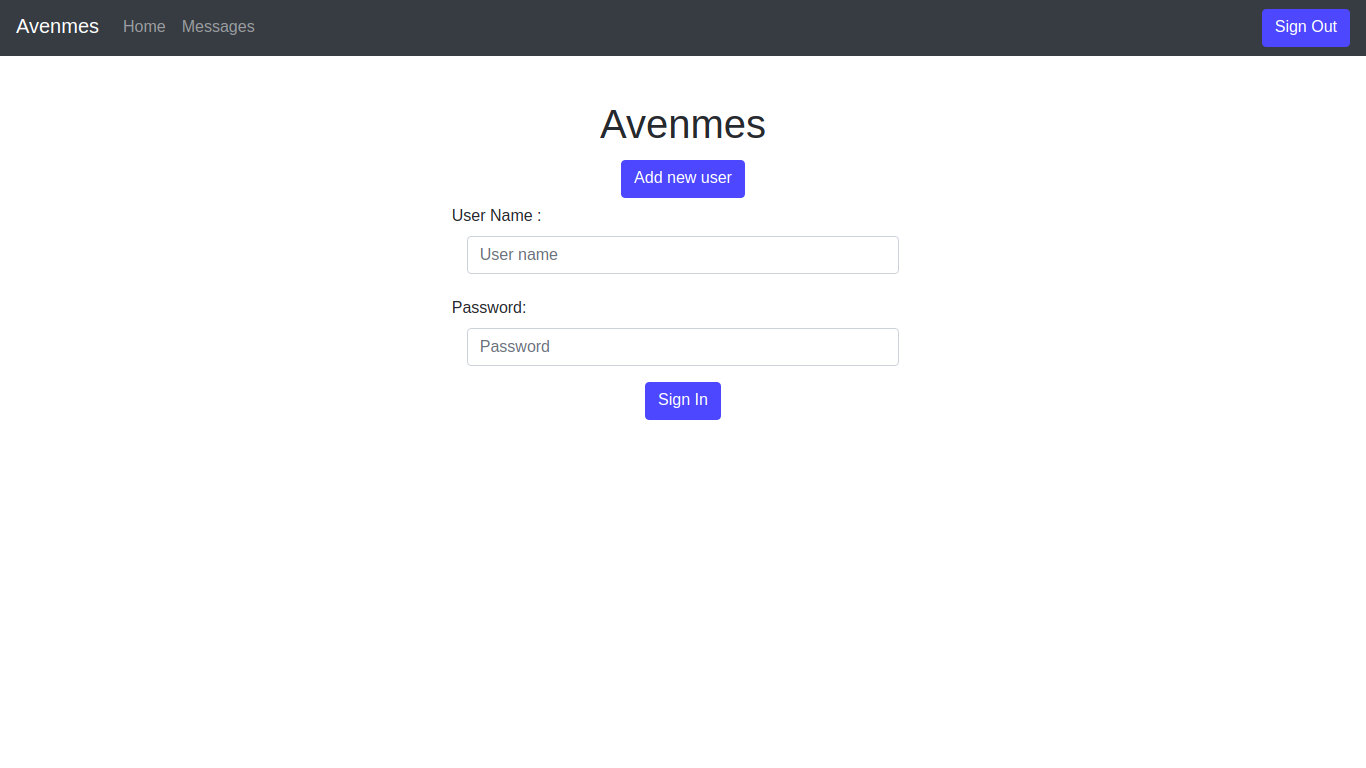 Avenmes Home Messages Sign Out
Avenmes
Add new user
User Name :
User name
Password:
Password
Sign In